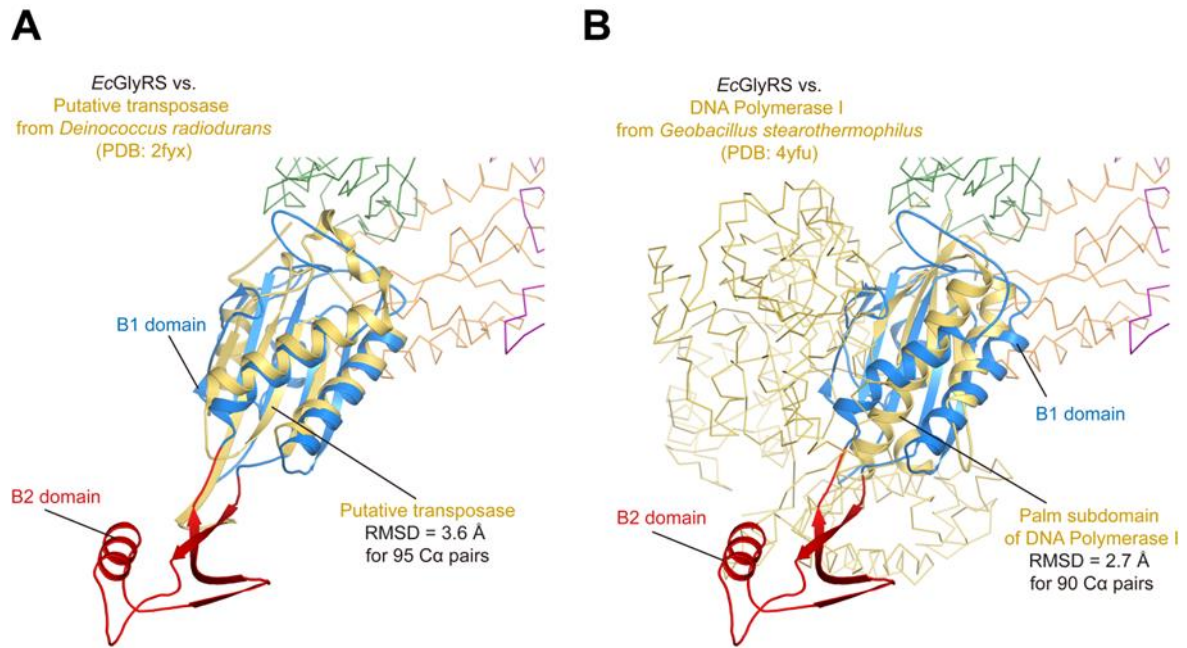 A
EcGlyRS vs.
Putative transposase
from Deinococcus radiodurans
(PDB: 2fyx)
B1 domain
B2 domain
Putative transposase
RMSD = 3.6 Å
for 95 Cα pairs
B
EcGlyRS vs.
DNA Polymerase I
from Geobacillus stearothermophilus
(PDB: 4yfu)
B1 domain
B2 domain
Palm subdomain
of DNA Polymerase I
RMSD = 2.7 Å
for 90 Cα pairs